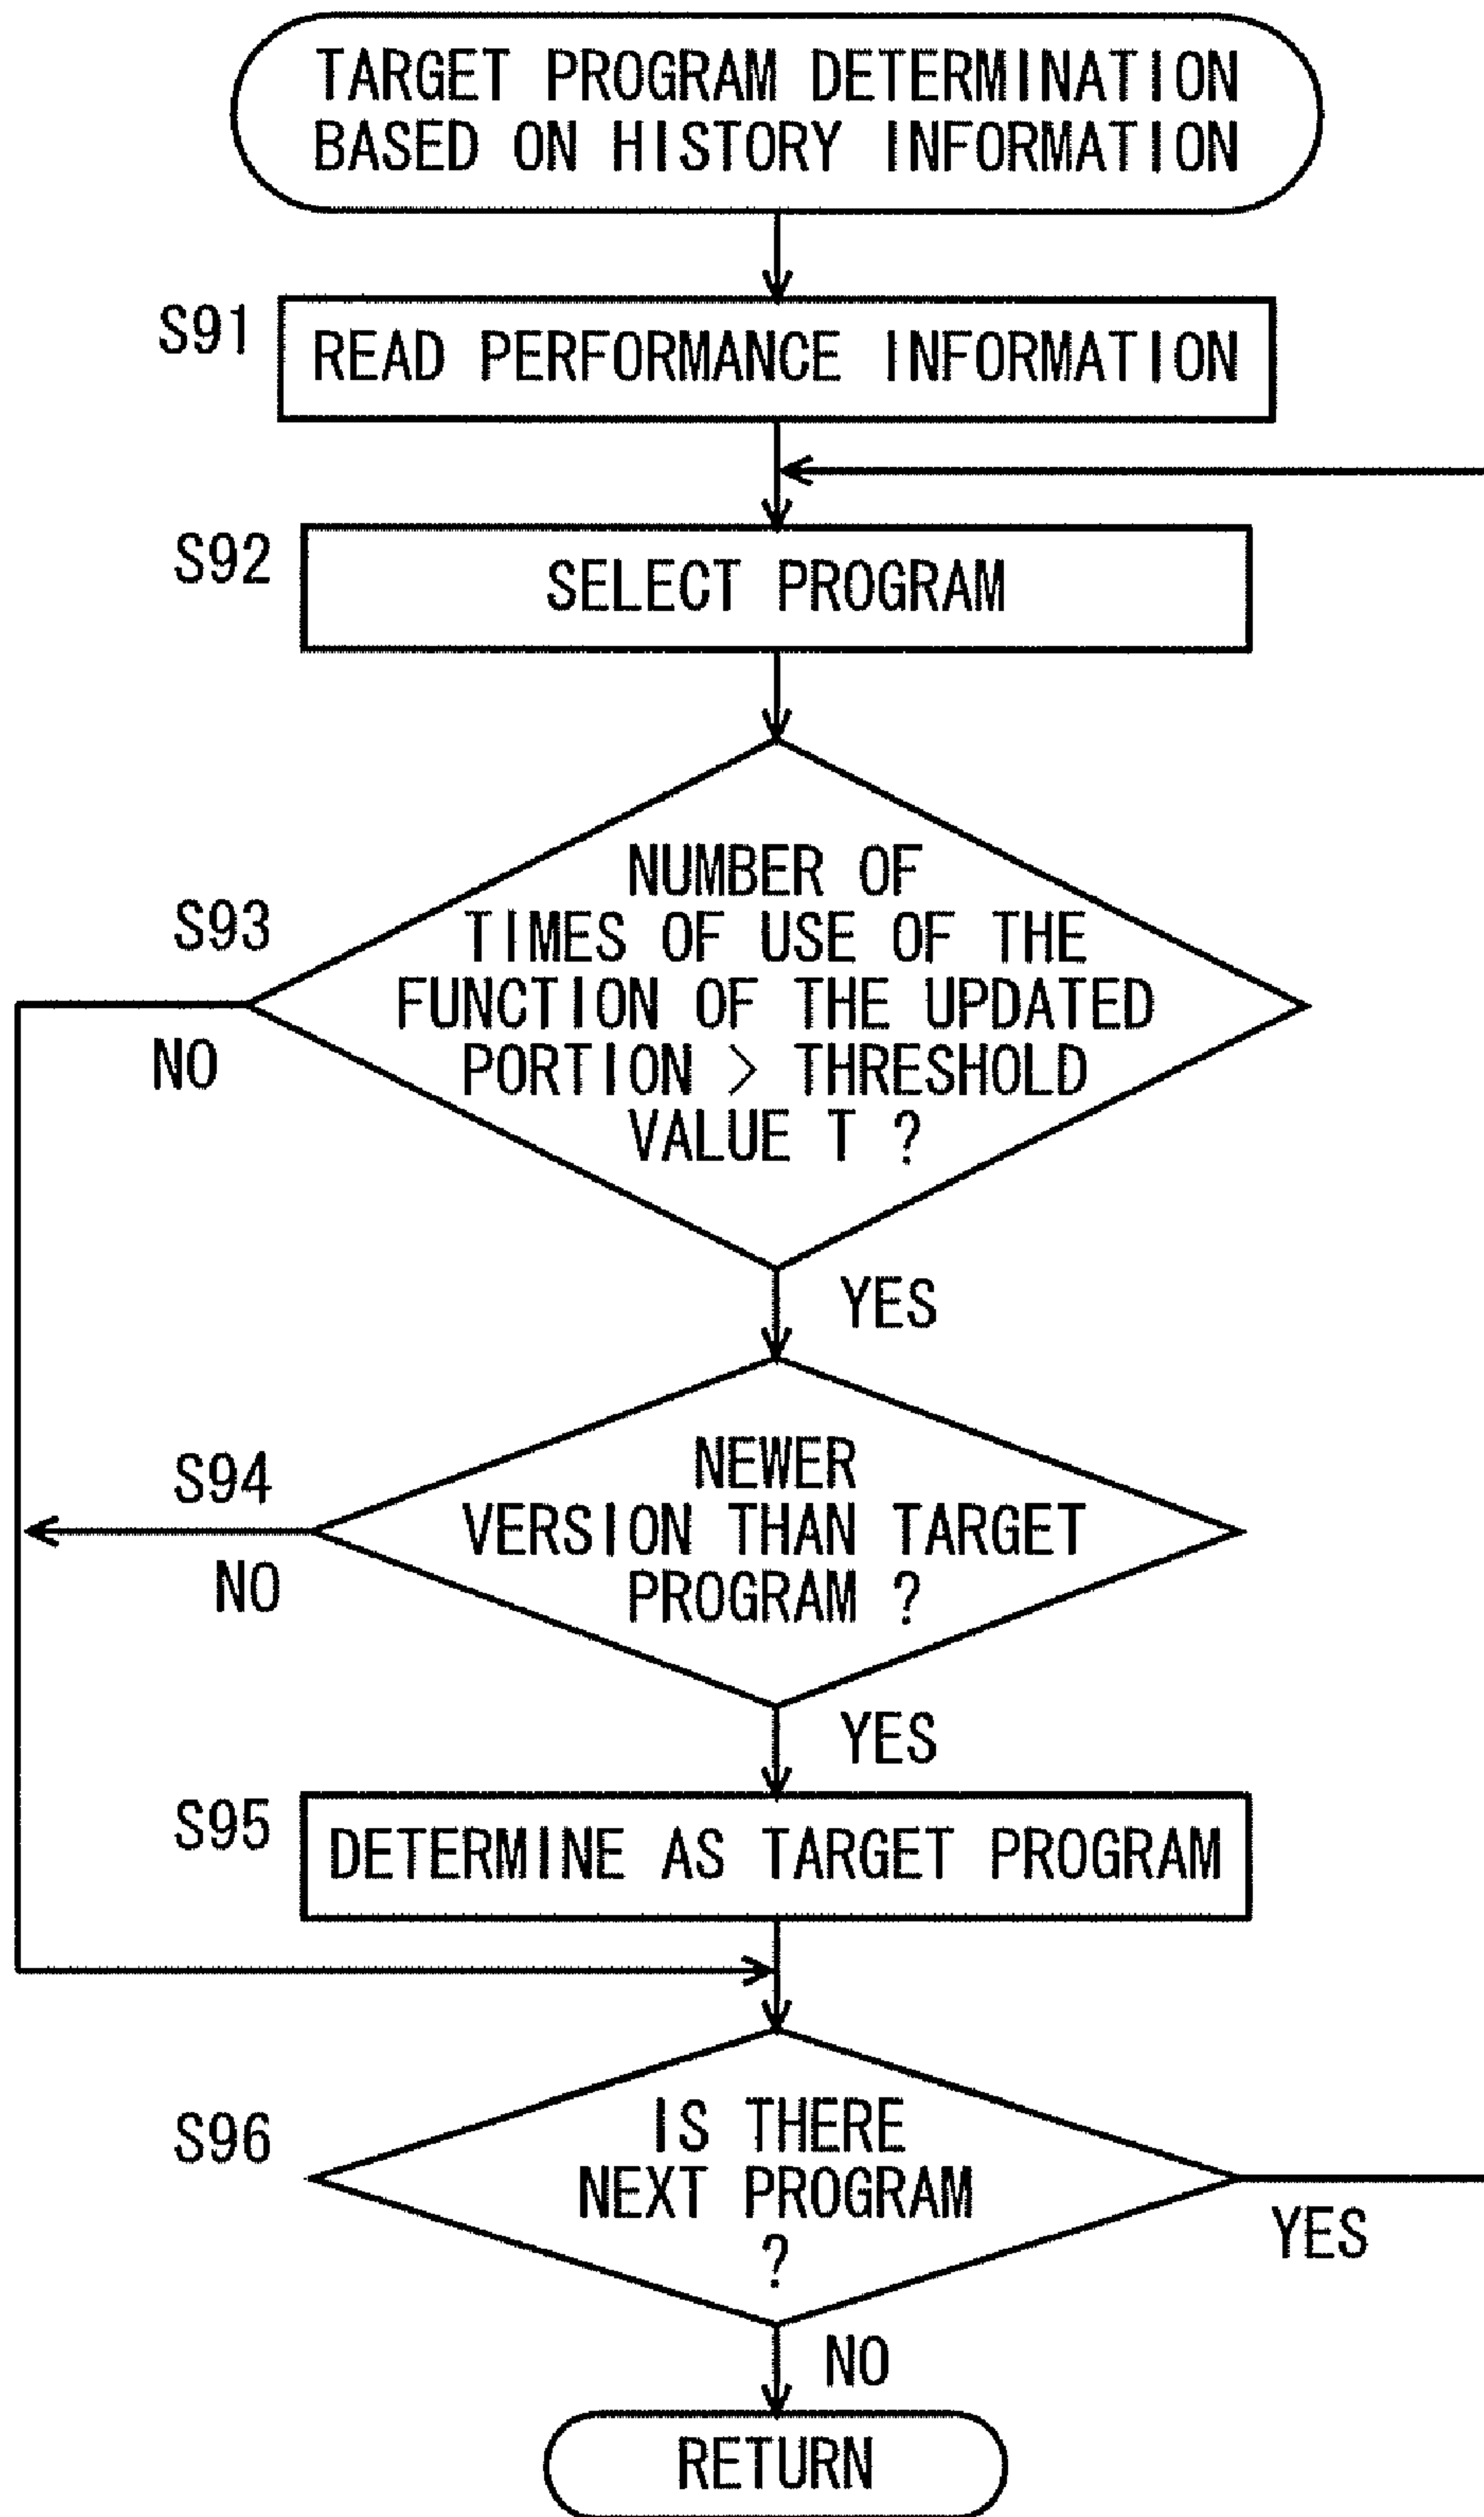 TARGET PROGRAM DETERMINATION
BASED ON HISTORY INFORMATION
S91
READ PERFORMANCE INFORMATION
S92
SELECT PROGRAM
S93
NUMBER OF
TIMES OF USE OF THE
FUNCTION OF THE UPDATED
PORTION > THRESHOLD
VALUE T ?
NO
YES
S94
NEWER
VERSION THAN TARGET
PROGRAM ?
NO
YES
S95
DETERMINE AS TARGET PROGRAM
S96
IS THERE
NEXT PROGRAM
?
YES
NO
RETURN